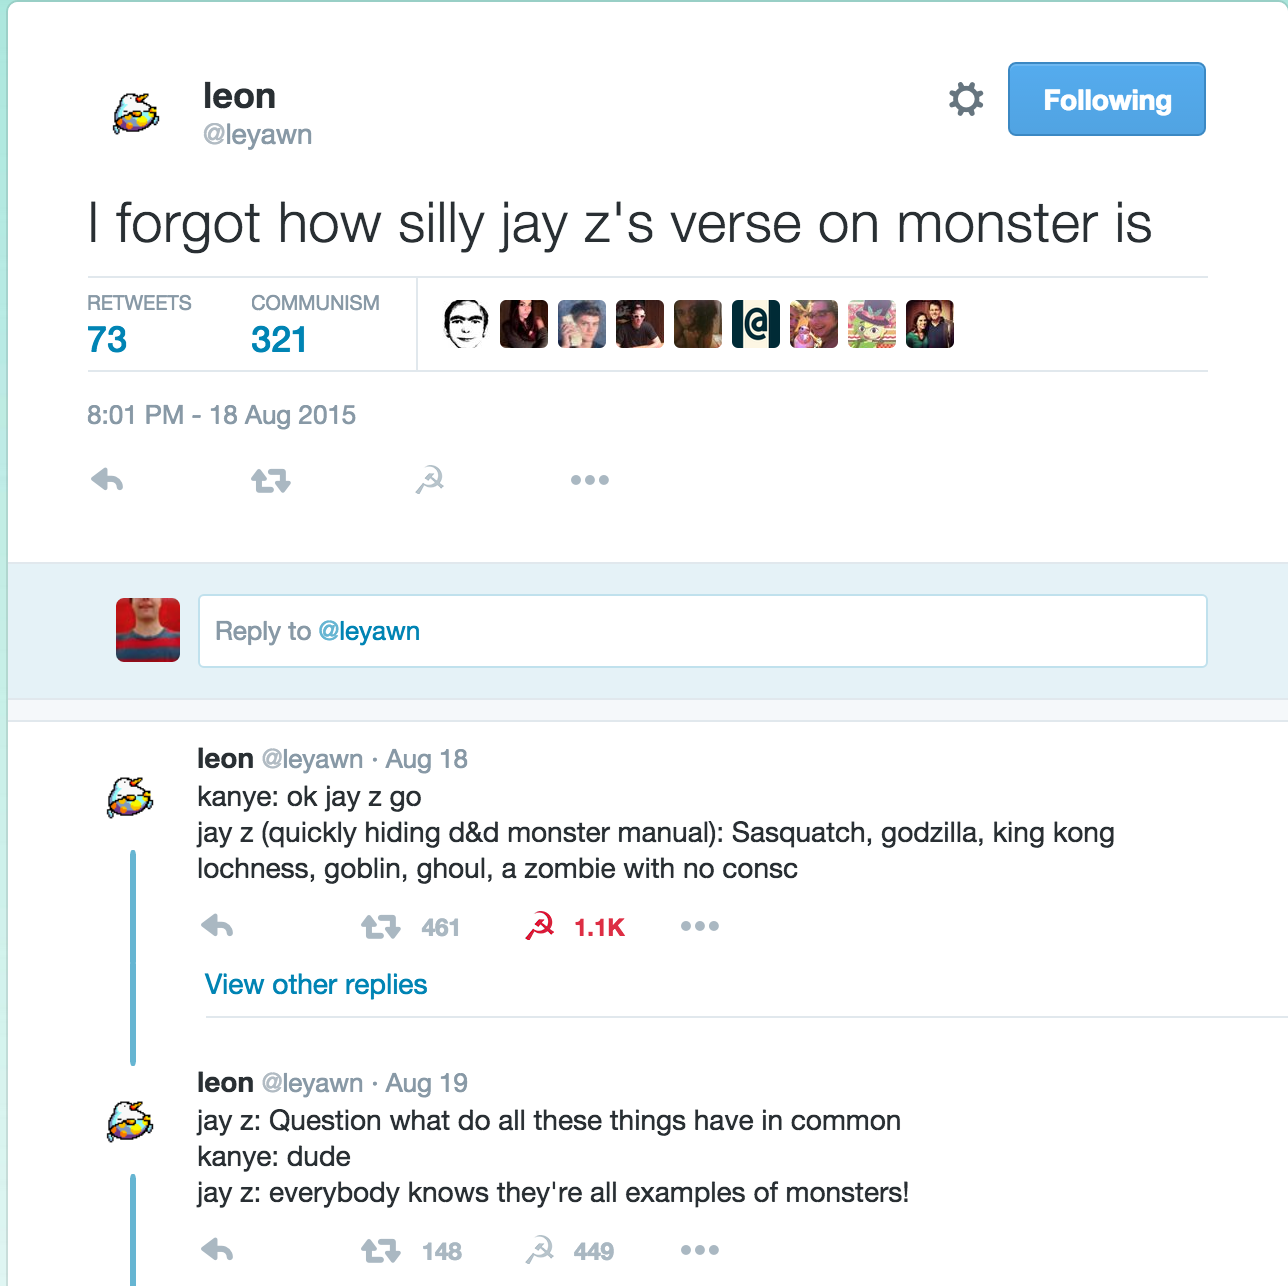 leon
@leyawn
Following
I forgot how silly jay z's verse on monster is
RETWEETS
73
COMMUNISM
321
@
8:01 PM - 18 Aug 2015
Reply to @leyawn
leon @leyawn · Aug 18
kanye: ok jay z go
jay z (quickly hiding d&d monster manual): Sasquatch, godzilla, king kong
lochness, goblin, ghoul, a zombie with no consc
461
1.1K
View other replies
leon @leyawn · Aug 19
jay z: Question what do all these things have in common
kanye: dude
jay z: everybody knows they're all examples of monsters!
148
449